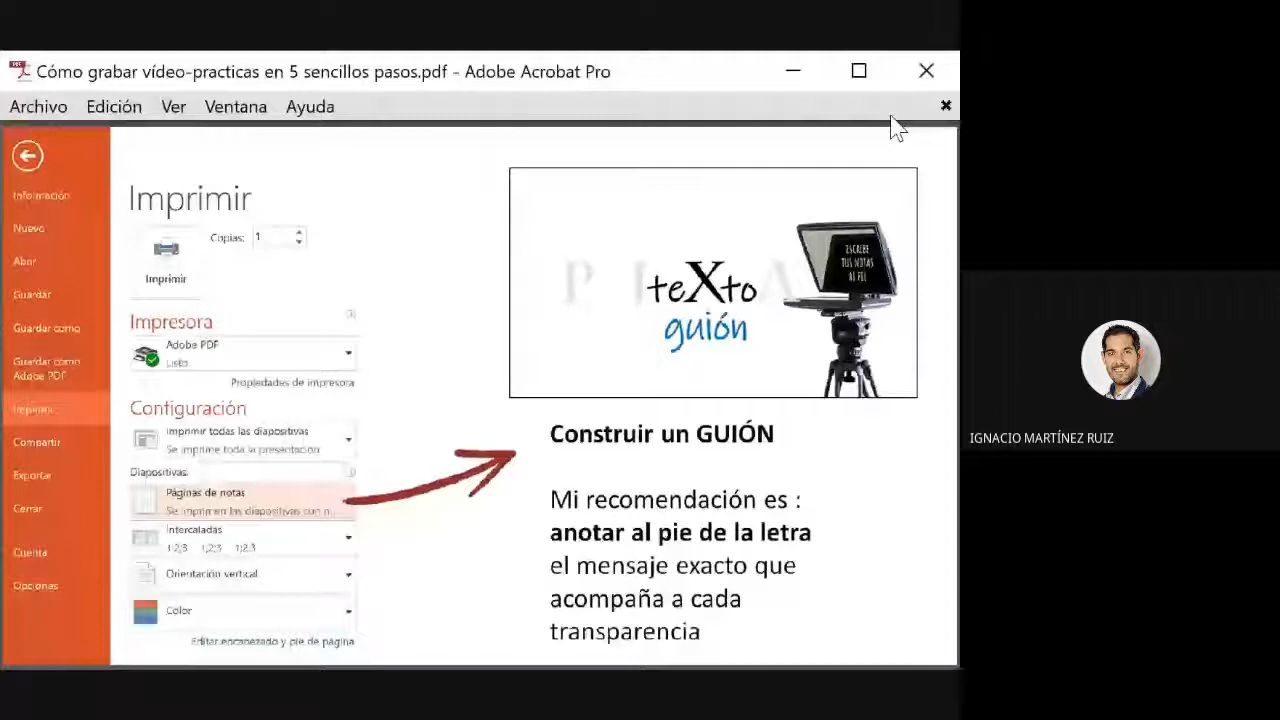 Cómo grabar vídeo-practicas en 5 sencillos pasos.pdf - Adobe Acrobat Pro
Archivo Edición Ver Ventana Ayuda
Información
Nuevo
Abrir
Guardar
Guardar como
Guardar como
Adobe PDF
Imprimir
Compartir
Exportar
Cerrar
Cuenta
Opciones
Imprimir
Copias: 1
Imprimir
Impresora
Adobe PDF
Listo
Propiedades de impresora
Configuración
Imprimir todas las diapositivas
Se imprime toda la presentación
Diapositivas:
Páginas de notas
Se imprimen las diapositivas con n...
Intercaladas
1;2;3 1;2;3 1;2;3
Orientación vertical
Color
Editar encabezado y pie de página
teXto
guión
ESCRIBE
TUS NOTAS
AL PIE
Construir un GUIÓN
Mi recomendación es :
anotar al pie de la letra
el mensaje exacto que
acompaña a cada
transparencia
IGNACIO MARTÍNEZ RUIZ